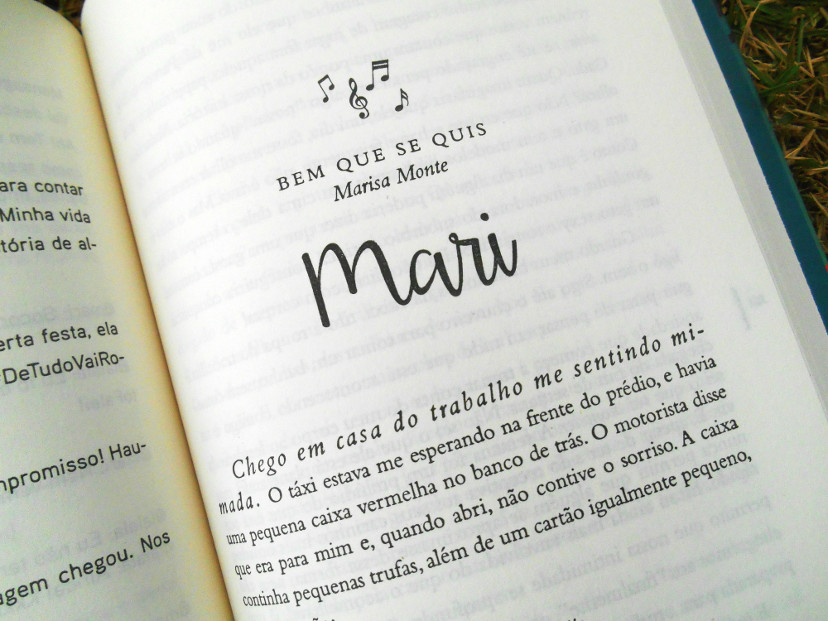 ara contar
Minha vida
tória de al-
erta festa, ela
DeTudoVaiRo-
mpromisso! Hau-
agem chegou. Nos
BEM QUE SE QUIS
Marisa Monte
Mari
Chego em casa do trabalho me sentindo mi-
mada. O táxi estava me esperando na frente do prédio, e havia
uma pequena caixa vermelha no banco de trás. O motorista disse
que era para mim e, quando abri, não contive o sorriso. A caixa
continha pequenas trufas, além de um cartão igualmente pequeno,